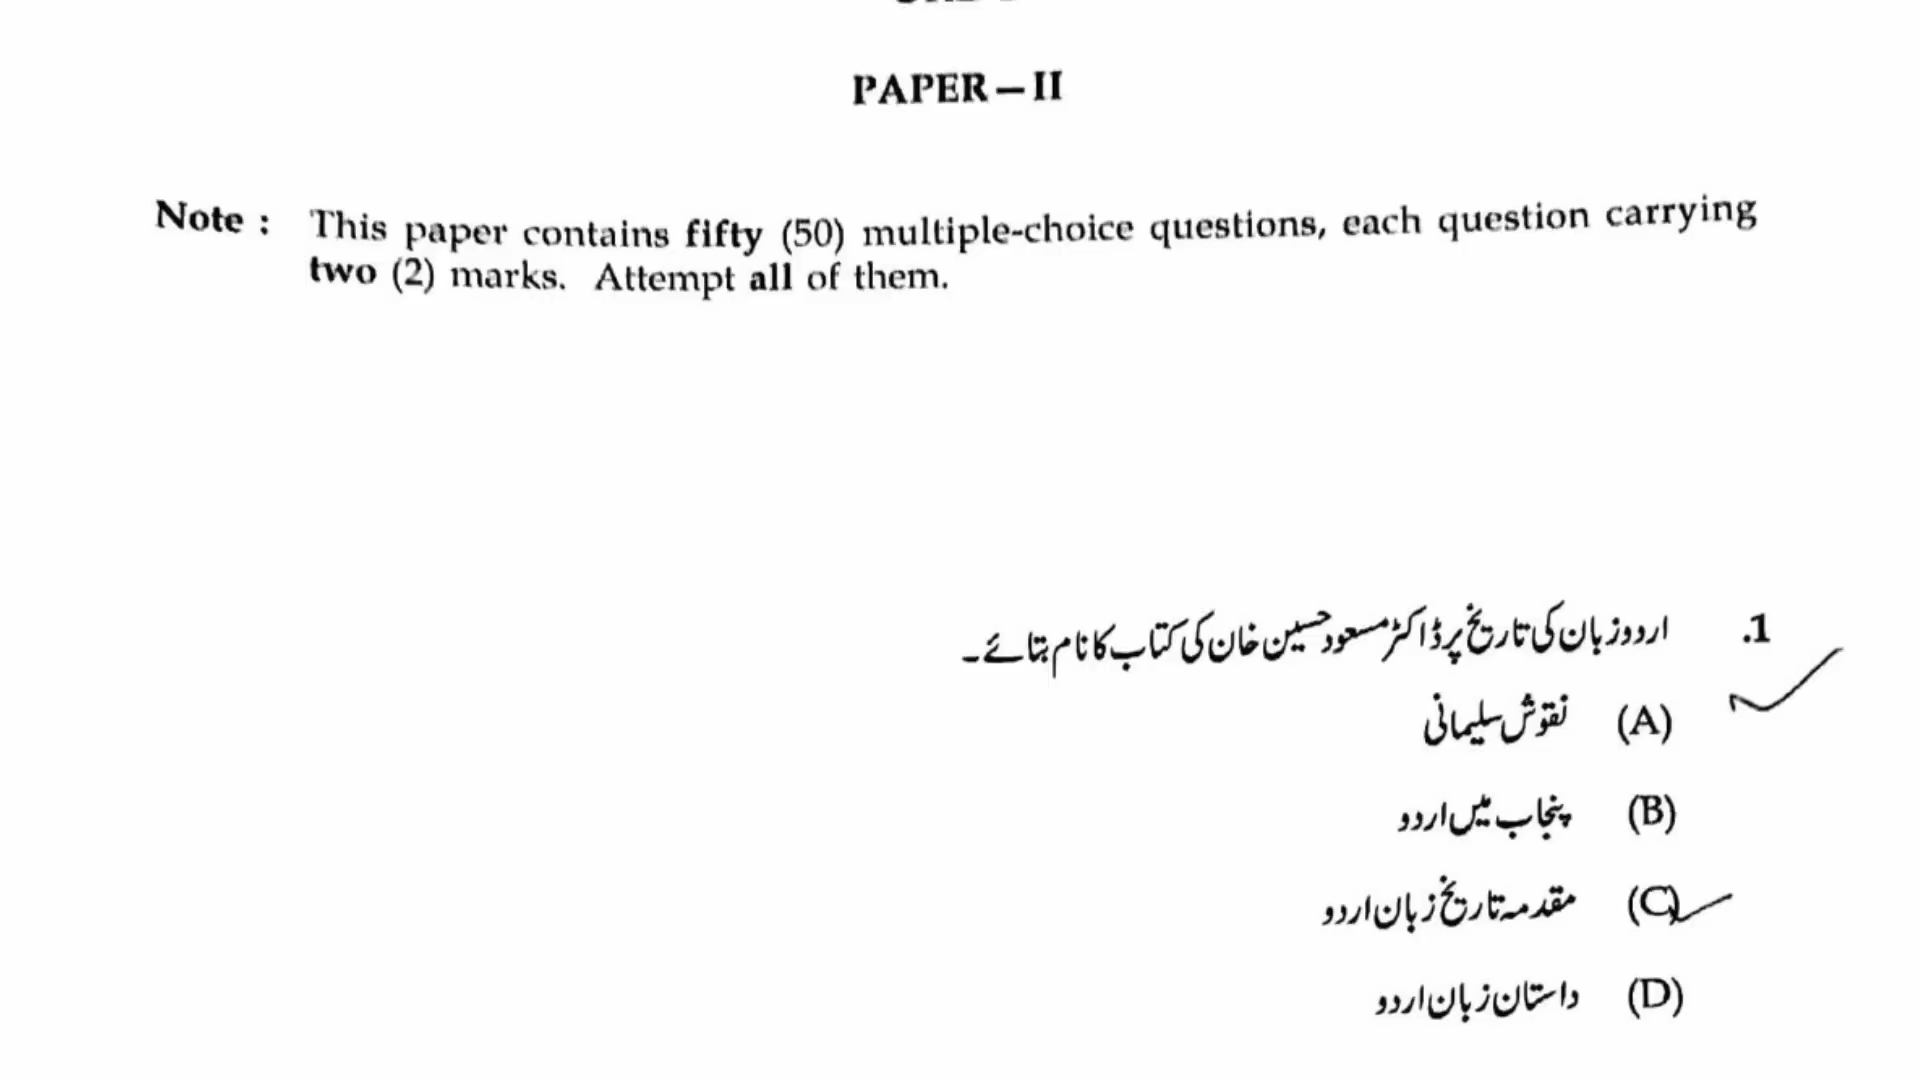 PAPER – II
Note : This paper contains fifty (50) multiple-choice questions, each question carrying
two (2) marks. Attempt all of them.
.1 اردو زبان کی تاریخ پر ڈاکٹر مسعود حسین خان کی کتاب کا نام بتائے۔
(A) نقوش سلیمانی
(B) پنجاب میں اردو
(C) مقدمہ تاریخ زبان اردو
(D) داستان زبان اردو